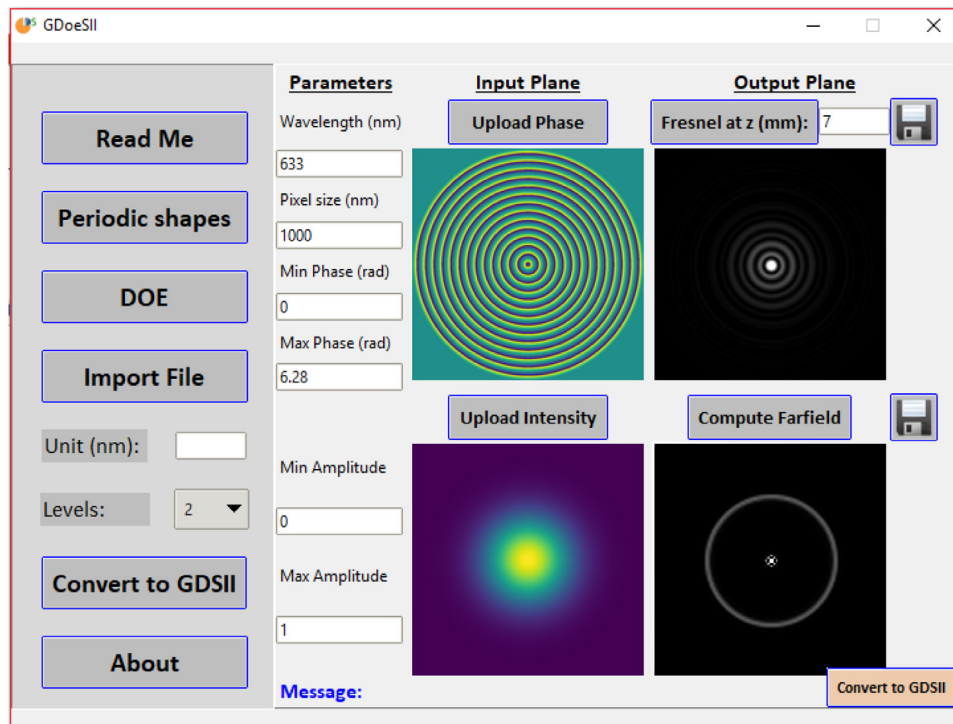 GDoeSII
Read Me
Periodic shapes
DOE
Import File
Unit (nm):
Levels:
2
Convert to GDSII
About
Parameters
Wavelength (nm)
633
Pixel size (nm)
1000
Min Phase (rad)
0
Max Phase (rad)
6.28
Min Amplitude
0
Max Amplitude
1
Message:
Input Plane
Upload Phase
Upload Intensity
Output Plane
Fresnel at z (mm):
7
Compute Farfield
Convert to GDSII